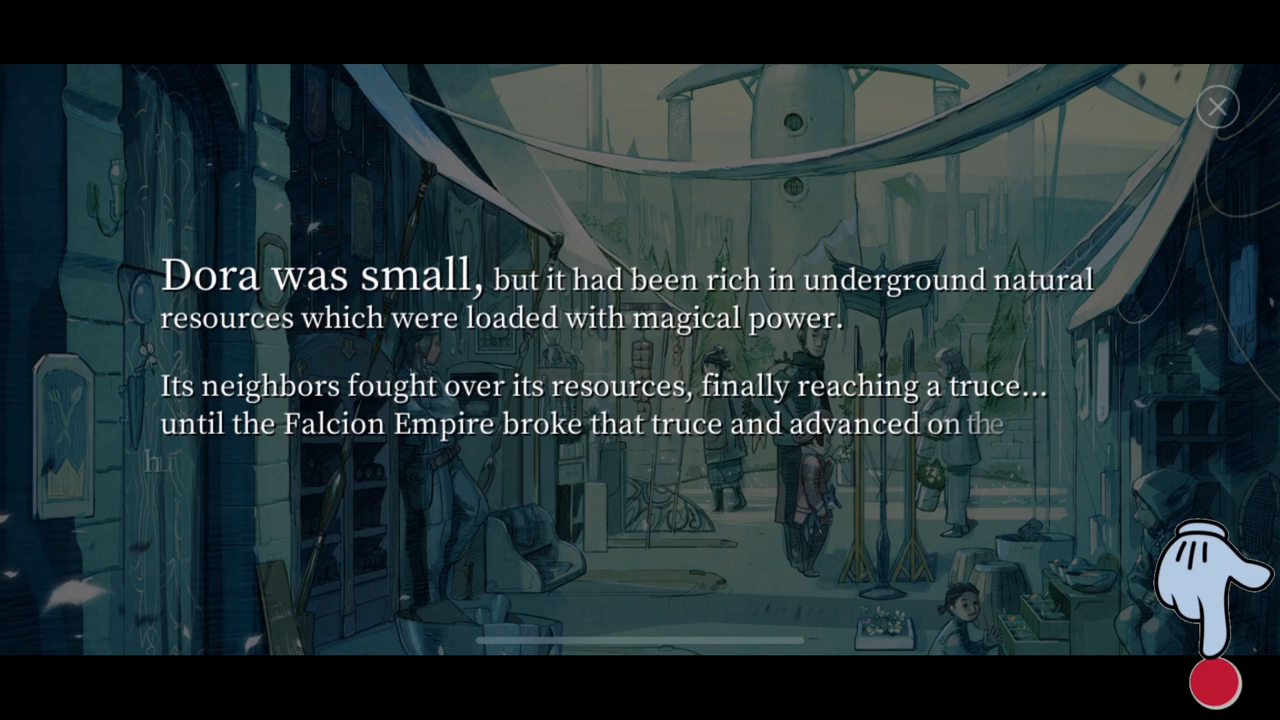 Dora was small, but it had been rich in underground natural
resources which were loaded with magical power.
Its neighbors fought over its resources, finally reaching a truce...
until the Falcion Empire broke that truce and advanced on the